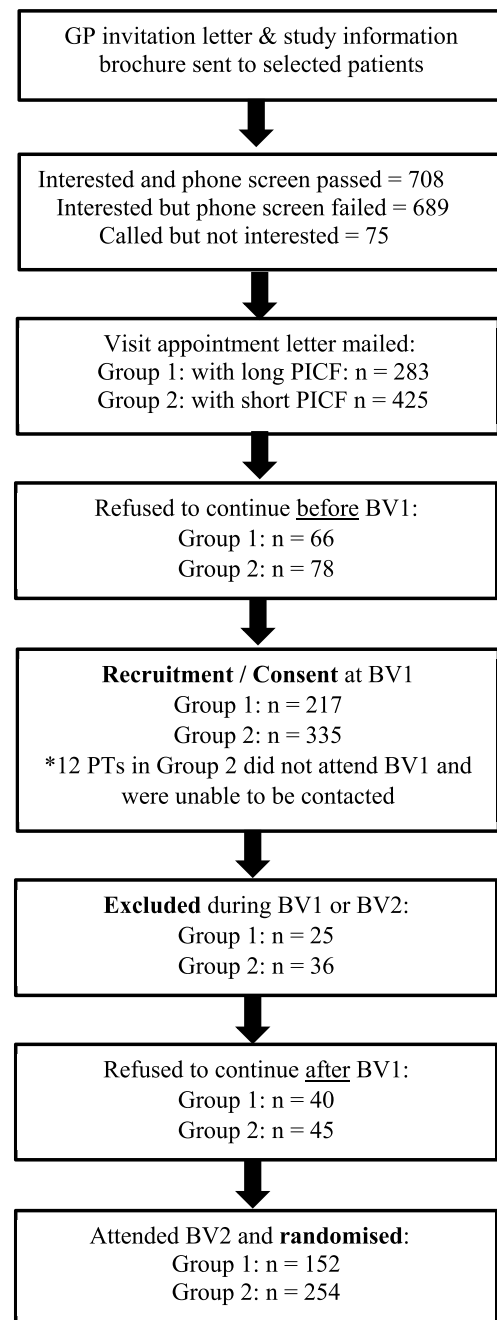 GP invitation letter & study information
brochure sent to selected patients
Interested and phone screen passed = 708
Interested but phone screen failed = 689
Called but not interested = 75
Visit appointment letter mailed:
Group 1: with long PICF: n = 283
Group 2: with short PICF n = 425
Refused to continue before BV1:
Group 1: n = 66
Group 2: n = 78
Recruitment / Consent at BV1
Group 1: n = 217
Group 2: n = 335
*12 PTs in Group 2 did not attend BV1 and
were unable to be contacted
Excluded during BV1 or BV2:
Group 1: n = 25
Group 2: n = 36
Refused to continue after BV1:
Group 1: n = 40
Group 2: n = 45
Attended BV2 and randomised:
Group 1: n = 152
Group 2: n = 254